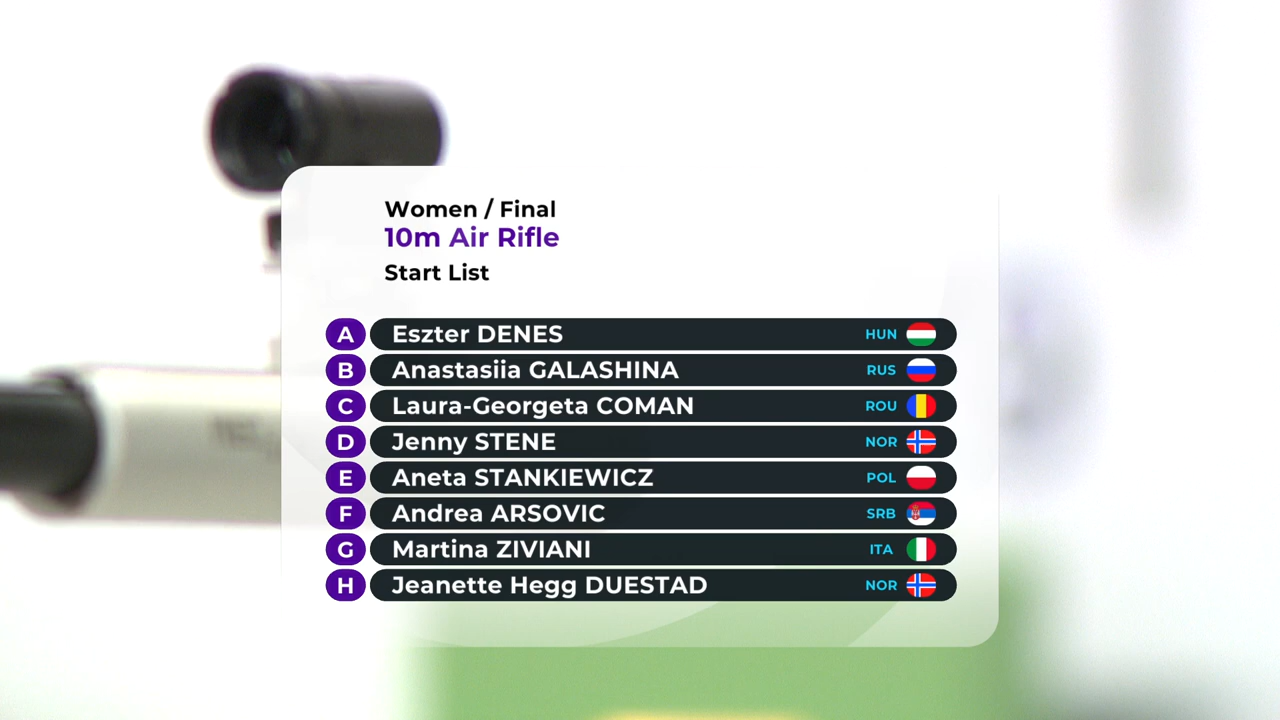 Women / Final
10m Air Rifle
Start List
A Eszter DENES HUN
B Anastasiia GALASHINA RUS
C Laura-Georgeta COMAN ROU
D Jenny STENE NOR
E Aneta STANKIEWICZ POL
F Andrea ARSOVIC SRB
G Martina ZIVIANI ITA
H Jeanette Hegg DUESTAD NOR